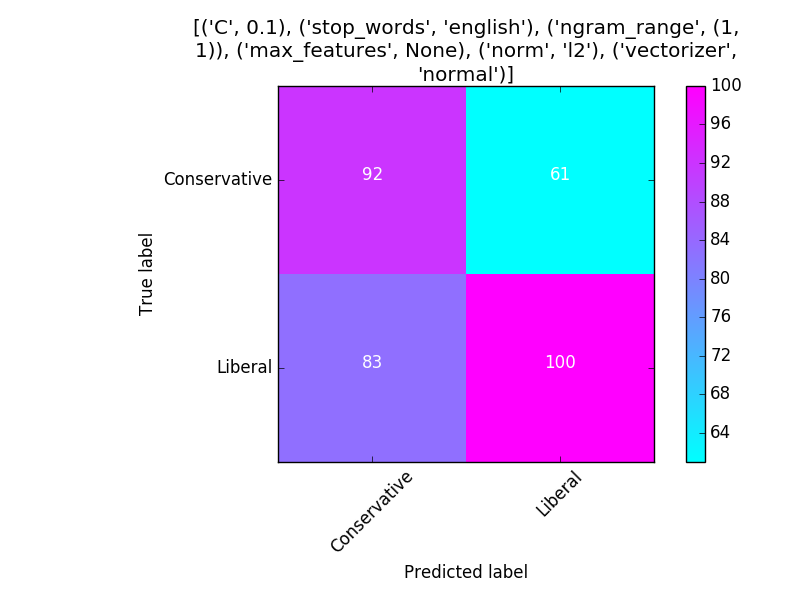 [('C', 0.1), ('stop_words', 'english'), ('ngram_range', (1,
1)), ('max_features', None), ('norm', 'l2'), ('vectorizer',
'normal')]
Conservative
Liberal
True label
92
61
83
100
Conservative
Liberal
Predicted label
100
96
92
88
84
80
76
72
68
64